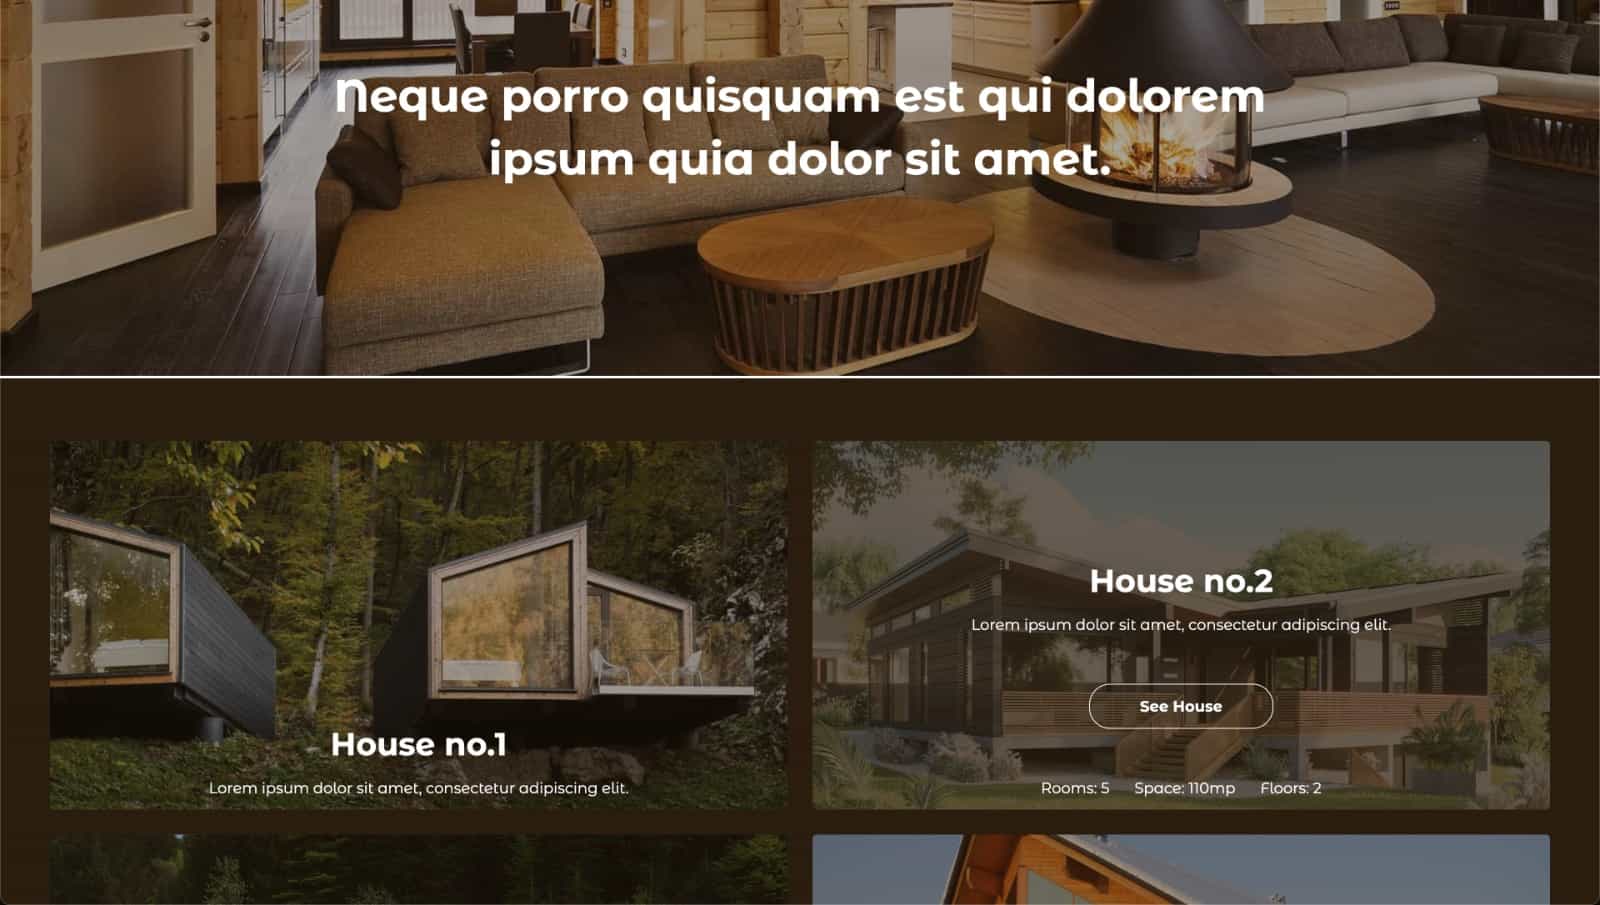 Neque porro quisquam est qui dolorem
ipsum quia dolor sit amet.
House no.1
Lorem ipsum dolor sit amet, consectetur adipiscing elit.
House no.2
Lorem ipsum dolor sit amet, consectetur adipiscing elit.
See House
Rooms: 5 Space: 110mp Floors: 2